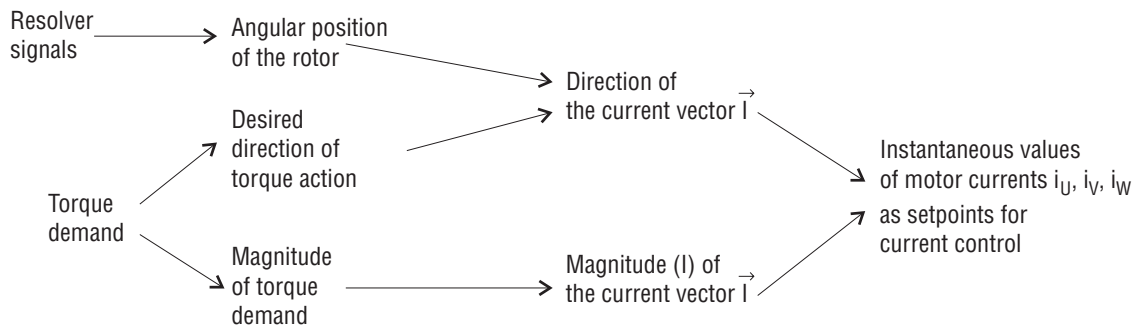 Resolver
signals
Angular position
of the rotor
Direction of
the current vector I
Desired
direction of
torque action
Instantaneous values
of motor currents iU, iV, iW
as setpoints for
current control
Torque
demand
Magnitude
of torque
demand
Magnitude (I) of
the current vector I